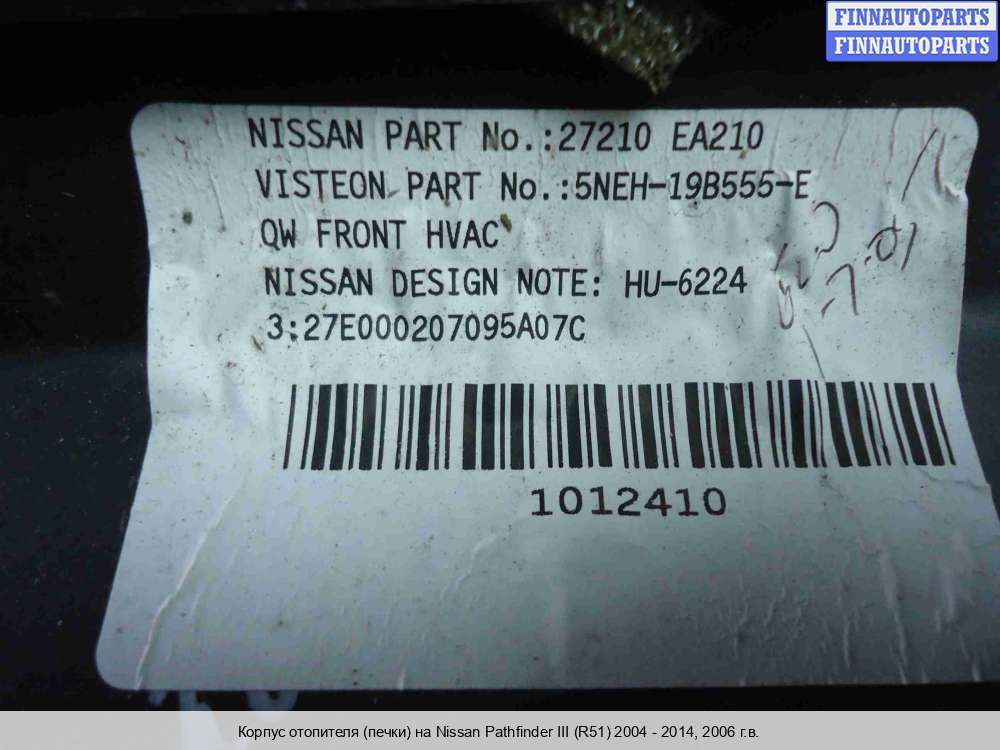 FINNAUTOPARTS
FINNAUTOPARTS
NISSAN PART No.:27210 EA210
VISTEON PART No.:5NEH-19B555-E
QW FRONT HVAC
NISSAN DESIGN NOTE: HU-6224
3:27E000207095A07C
1012410
Корпус отопителя (печки) на Nissan Pathfinder III (R51) 2004 - 2014, 2006 г.в.